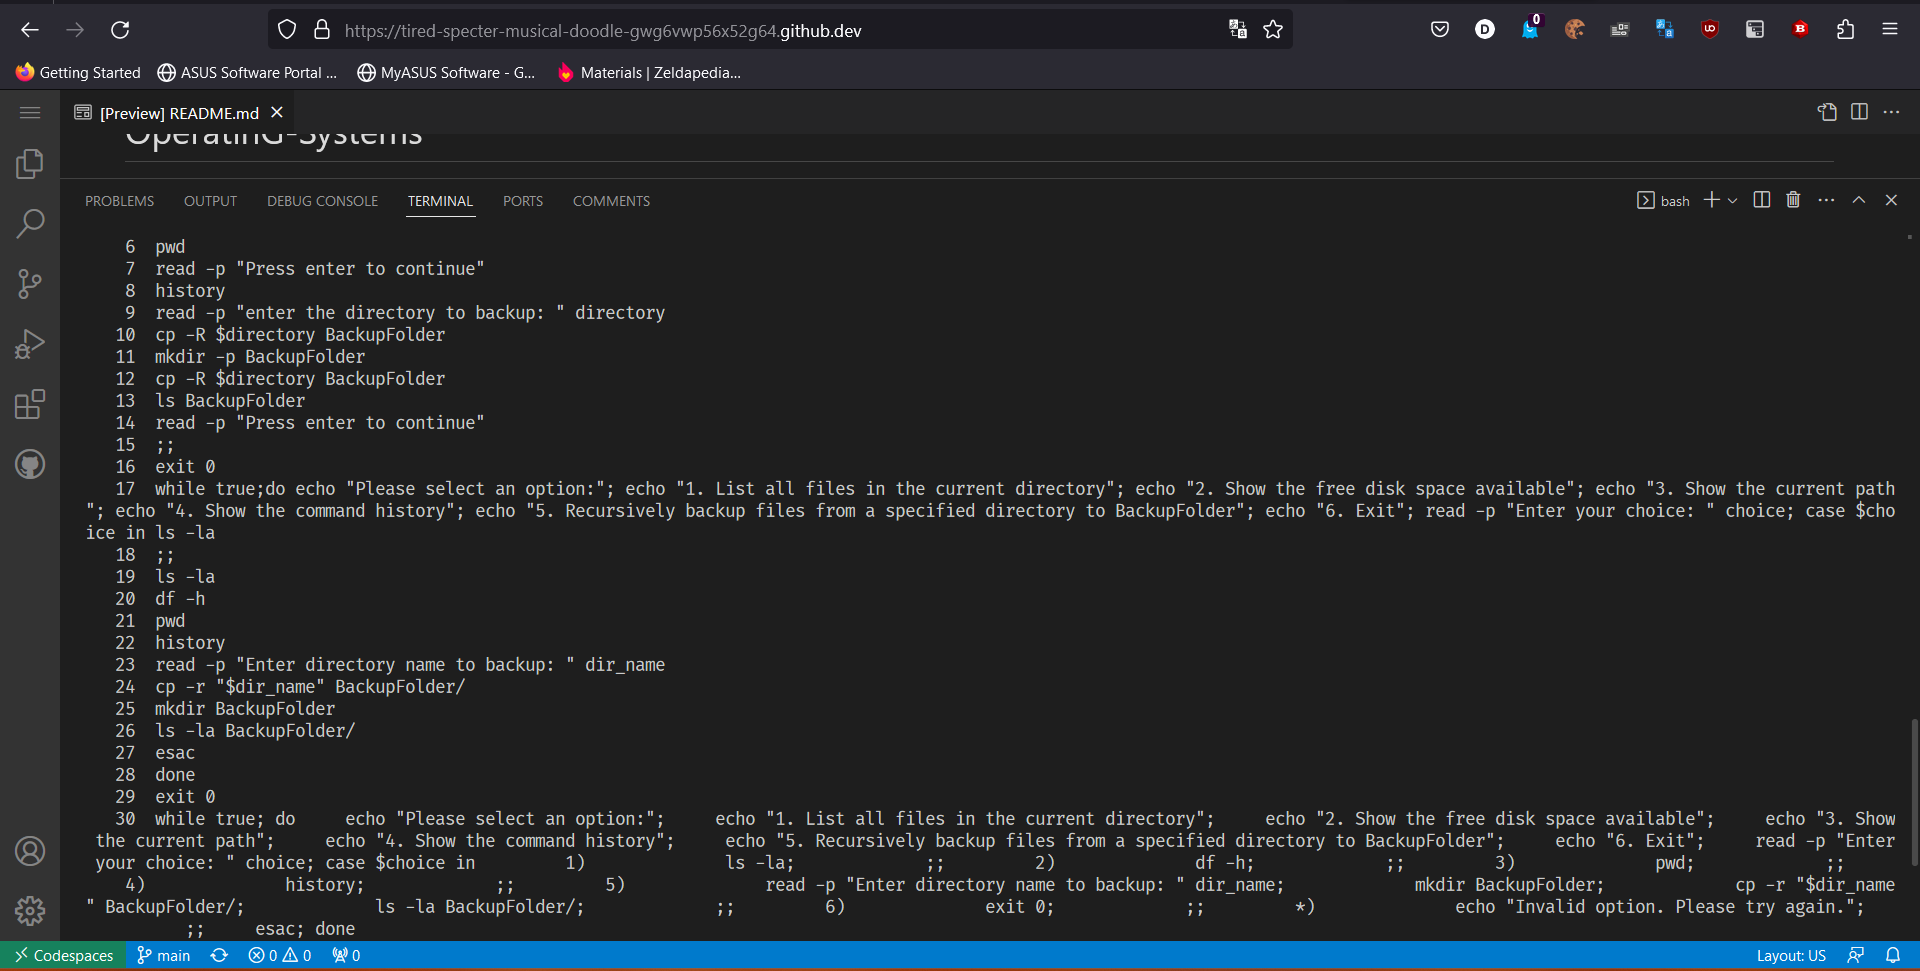 https://tired-specter-musical-doodle-gwg6vwp56x52g64.github.dev
D
0
UO
B
Getting Started
ASUS Software Portal ...
MyASUS Software - G...
Materials | Zeldapedia...
[Preview] README.md
OperatinG-Systems
PROBLEMS
OUTPUT
DEBUG CONSOLE
TERMINAL
PORTS
COMMENTS
bash
6 pwd
7 read -p "Press enter to continue"
8 history
9 read -p "enter the directory to backup: " directory
10 cp -R $directory BackupFolder
11 mkdir -p BackupFolder
12 cp -R $directory BackupFolder
13 ls BackupFolder
14 read -p "Press enter to continue"
15 ;;
16 exit 0
17 while true;do echo "Please select an option:"; echo "1. List all files in the current directory"; echo "2. Show the free disk space available"; echo "3. Show the current path
"; echo "4. Show the command history"; echo "5. Recursively backup files from a specified directory to BackupFolder"; echo "6. Exit"; read -p "Enter your choice: " choice; case $cho
ice in ls -la
18 ;;
19 ls -la
20 df -h
21 pwd
22 history
23 read -p "Enter directory name to backup: " dir_name
24 cp -r "$dir_name" BackupFolder/
25 mkdir BackupFolder
26 ls -la BackupFolder/
27 esac
28 done
29 exit 0
30 while true; do     echo "Please select an option:";     echo "1. List all files in the current directory";     echo "2. Show the free disk space available";     echo "3. Show
the current path";     echo "4. Show the command history";     echo "5. Recursively backup files from a specified directory to BackupFolder";     echo "6. Exit";     read -p "Enter
your choice: " choice; case $choice in         1)              ls -la;             ;;         2)              df -h;             ;;         3)              pwd;             ;;
4)              history;             ;;         5)              read -p "Enter directory name to backup: " dir_name;             mkdir BackupFolder;             cp -r "$dir_name
" BackupFolder/;             ls -la BackupFolder/;             ;;         6)              exit 0;             ;;         *)              echo "Invalid option. Please try again.";
;;     esac; done
Codespaces
main
0
0
0
Layout: US